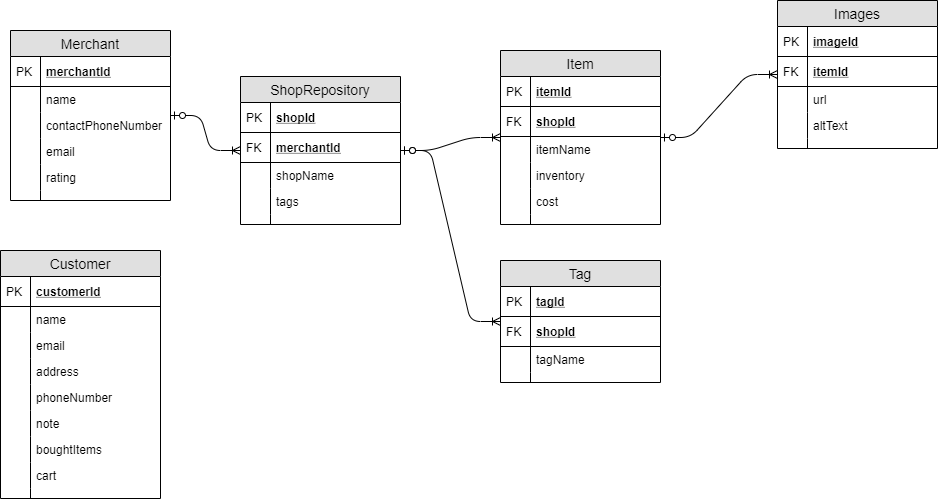 Merchant
PK merchantId
name
contactPhoneNumber
email
rating
ShopRepository
PK shopId
FK merchantId
shopName
tags
Item
PK itemId
FK shopId
itemName
inventory
cost
Images
PK imageId
FK itemId
url
altText
Customer
PK customerId
name
email
address
phoneNumber
note
boughtItems
cart
Tag
PK tagId
FK shopId
tagName